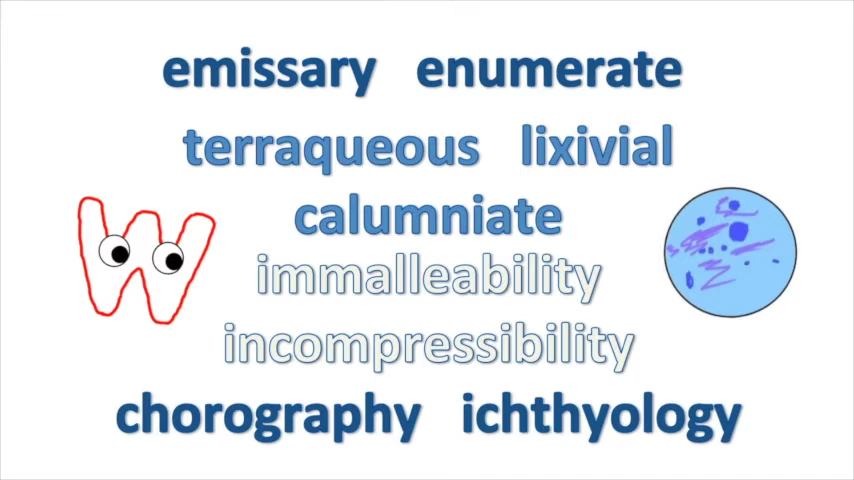 emissary enumerate
terraqueous lixivial
calumniate
W
immalleability
incompressibility
chorography ichthyology